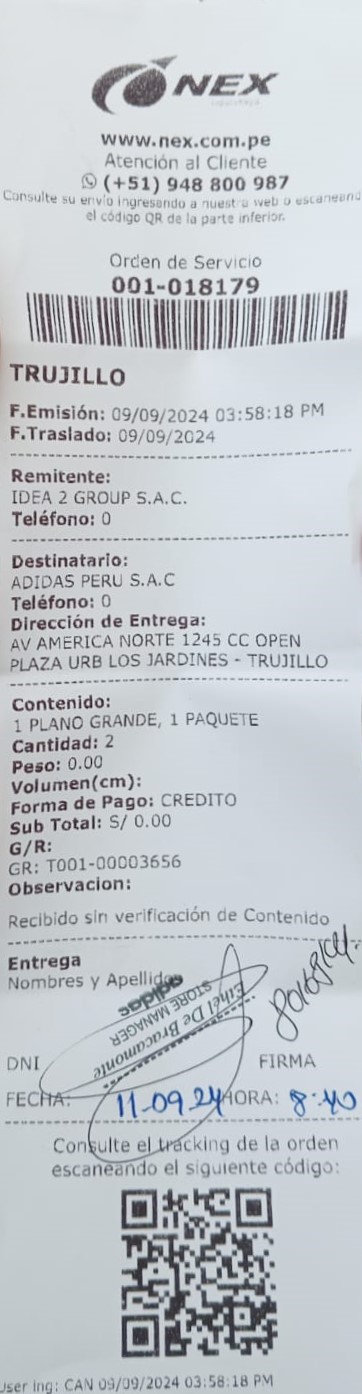 NEX
www.nex.com.pe
Atención al Cliente
(+51) 948 800 987
Consulte su envío ingresando a nuestra web o escaneand
el código QR de la parte inferior.
Orden de Servicio
001-018179
TRUJILLO
F.Emisión: 09/09/2024 03:58:18 PM
F.Traslado: 09/09/2024
Remitente:
IDEA 2 GROUP S.A.C.
Teléfono: 0
Destinatario:
ADIDAS PERU S.A.C
Teléfono: 0
Dirección de Entrega:
AV AMERICA NORTE 1245 CC OPEN
PLAZA URB LOS JARDINES - TRUJILLO
Contenido:
1 PLANO GRANDE, 1 PAQUETE
Cantidad: 2
Peso: 0.00
Volumen(cm):
Forma de Pago: CREDITO
Sub Total: S/ 0.00
G/R:
GR: T001-00003656
Observacion:
Recibido sin verificación de Contenido
Entrega
Nombres y Apellidos
adidas
STORE MANAGER
Ethel De Bracamonte
DNI
FIRMA
FECHA: 11-09-24 HORA: 8:40
Consulte el tracking de la orden
escaneando el siguiente código:
User ing: CAN 09/09/2024 03:58:18 PM